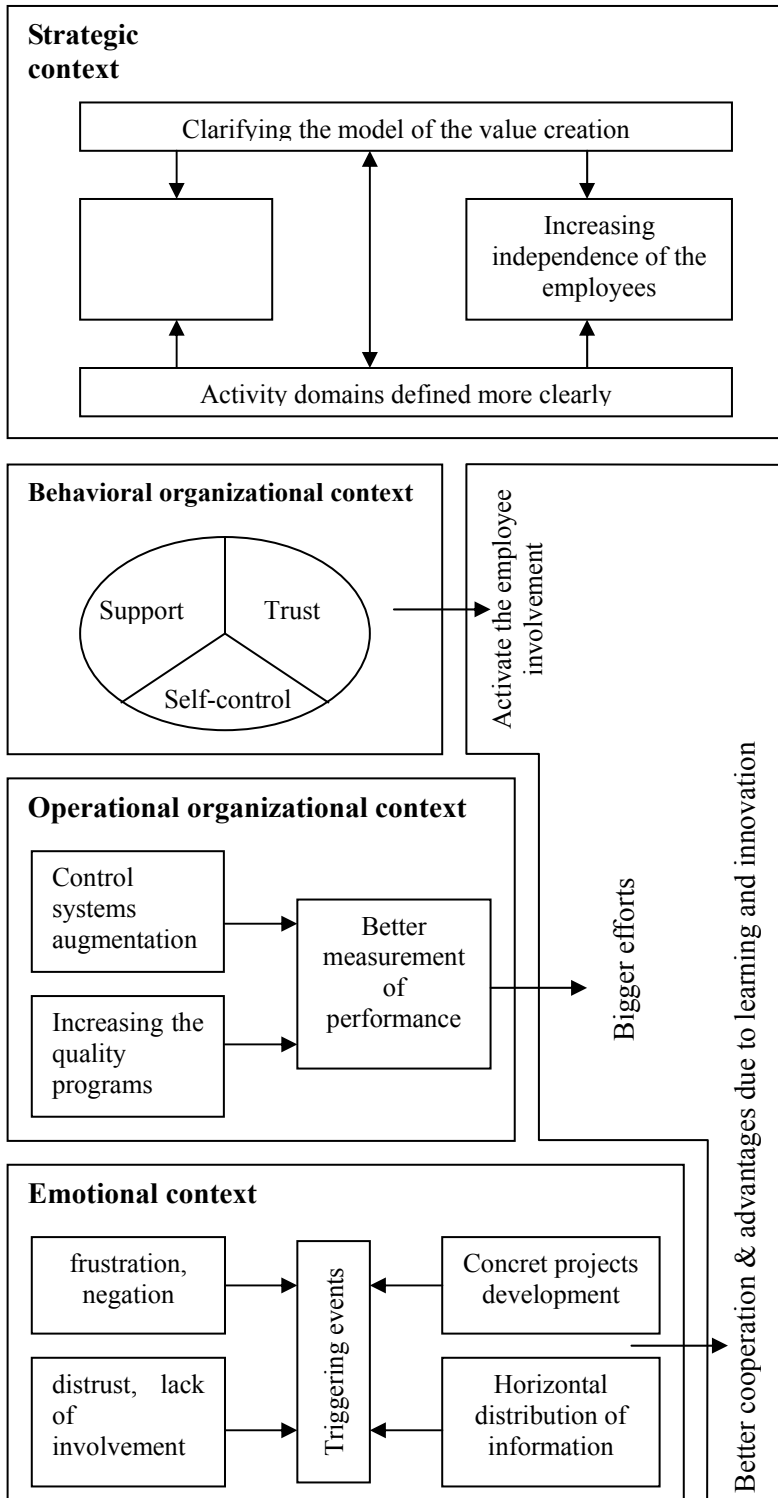 Strategic
context
Clarifying the model of the value creation
Increasing
independence of the
employees
Activity domains defined more clearly
Behavioral organizational context
Support
Trust
Self-control
Activate the employee
involvement
Operational organizational context
Control
systems
augmentation
Increasing the
quality
programs
Better
measurement
of
performance
Bigger efforts
Emotional context
frustration,
negation
distrust, lack
of
involvement
Triggering events
Concret projects
development
Horizontal
distribution of
information
Better cooperation & advantages due to learning and innovation